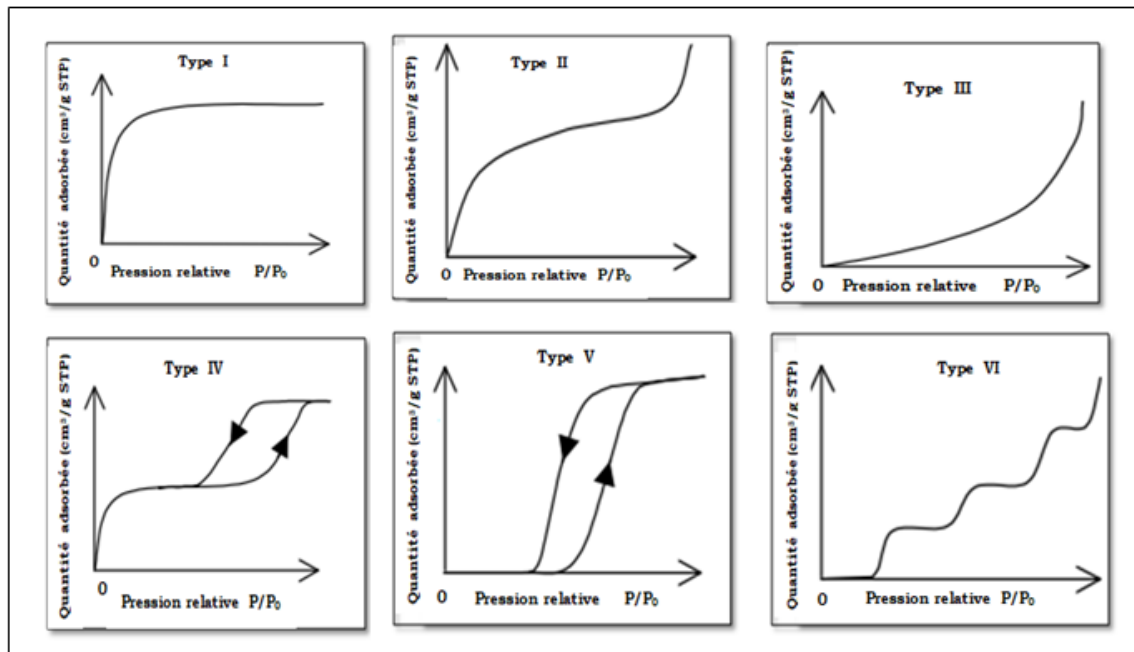 Type I
Quantité adsorbée (cm³/g STP)
0
Pression relative P/P₀
Type II
Quantité adsorbée (cm³/g STP)
0
Pression relative P/P₀
Type III
Quantité adsorbée (cm³/g STP)
0
Pression relative P/P₀
Type IV
Quantité adsorbée (cm³/g STP)
0
Pression relative P/P₀
Type V
Quantité adsorbée (cm³/g STP)
0
Pression relative P/P₀
Type VI
Quantité adsorbée (cm³/g STP)
0
Pression relative P/P₀